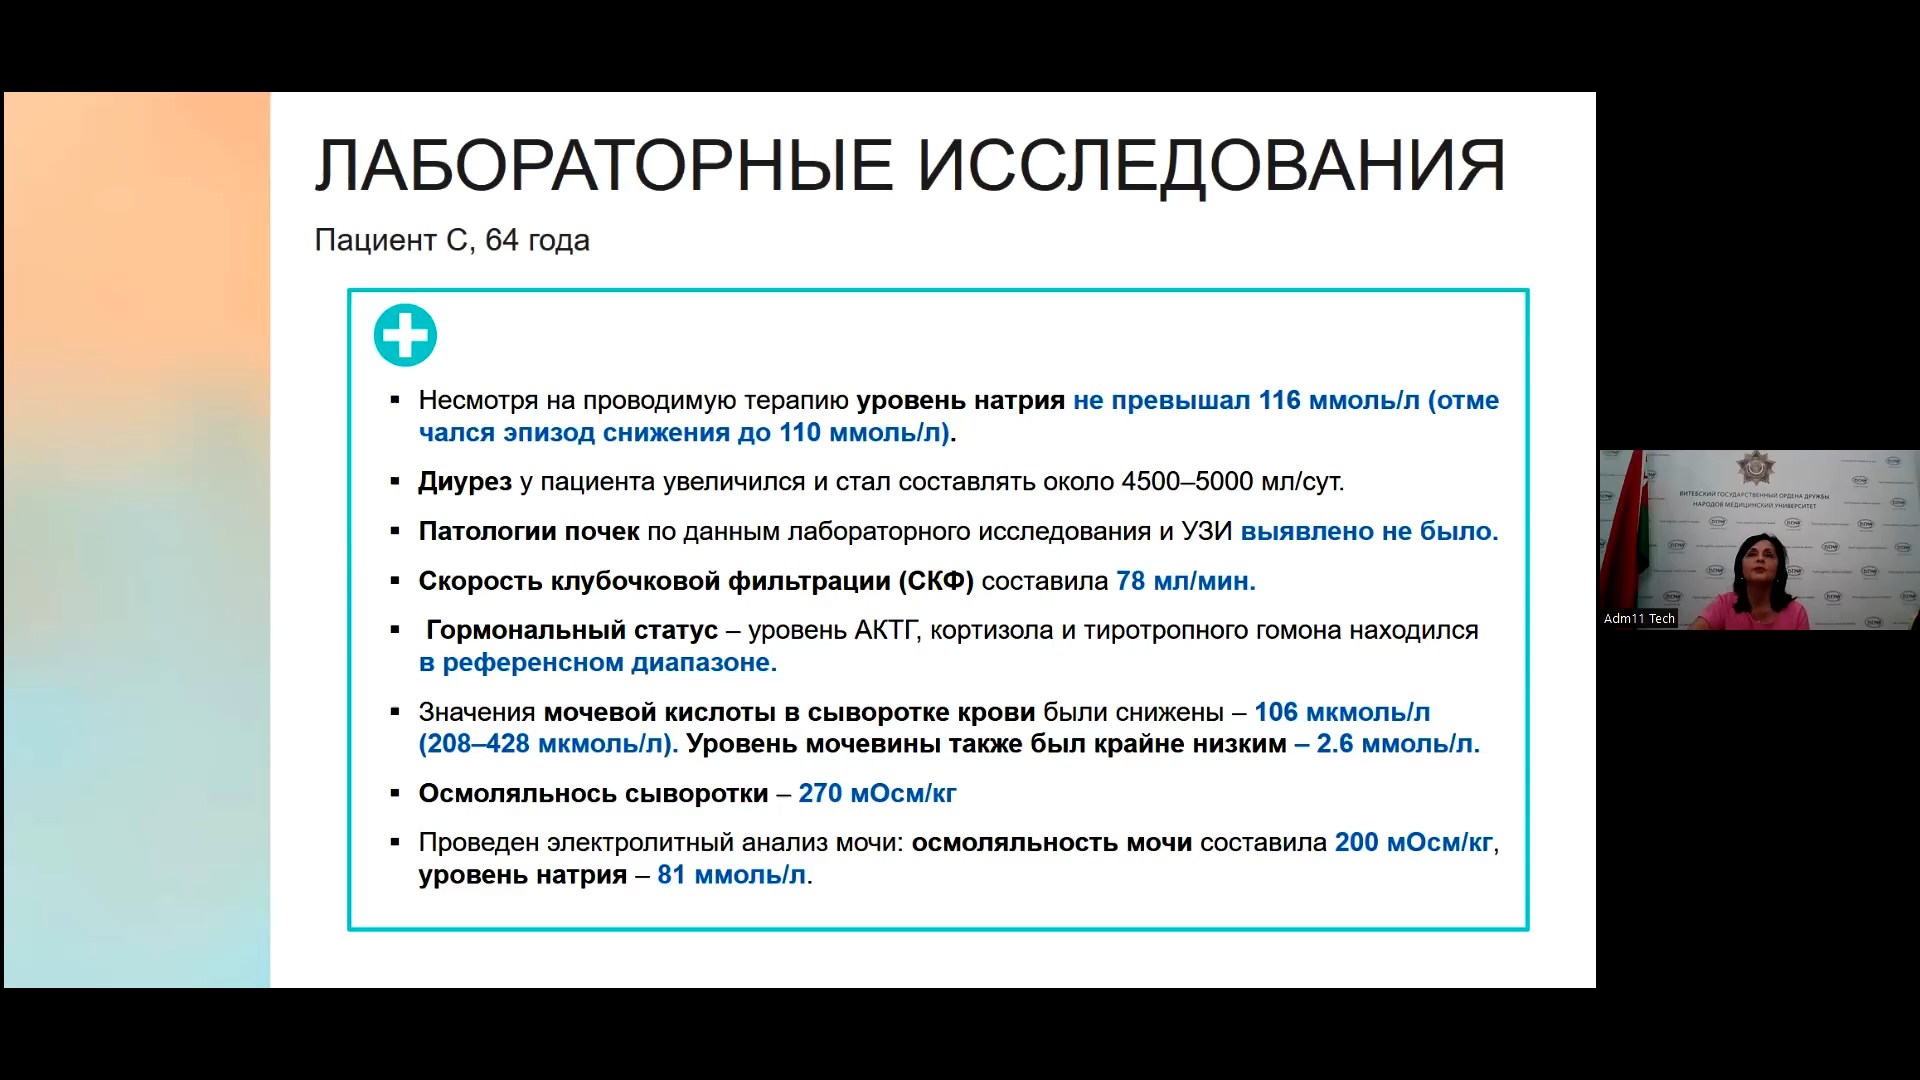 ЛАБОРАТОРНЫЕ ИССЛЕДОВАНИЯ
Пациент С, 64 года
Несмотря на проводимую терапию уровень натрия не превышал 116 ммоль/л (отме
чался эпизод снижения до 110 ммоль/л).
Диурез у пациента увеличился и стал составлять около 4500–5000 мл/сут.
Патологии почек по данным лабораторного исследования и УЗИ выявлено не было.
Скорость клубочковой фильтрации (СКФ) составила 78 мл/мин.
Гормональный статус – уровень АКТГ, кортизола и тиротропного гомона находился
в референсном диапазоне.
Значения мочевой кислоты в сыворотке крови были снижены – 106 мкмоль/л
(208–428 мкмоль/л). Уровень мочевины также был крайне низким – 2.6 ммоль/л.
Осмоляльнось сыворотки – 270 мОсм/кг
Проведен электролитный анализ мочи: осмоляльность мочи составила 200 мОсм/кг,
уровень натрия – 81 ммоль/л.
ВИТЕБСКИЙ ГОСУДАРСТВЕННЫЙ ОРДЕНА ДРУЖБЫ
НАРОДОВ МЕДИЦИНСКИЙ УНИВЕРСИТЕТ
Adm11 Tech